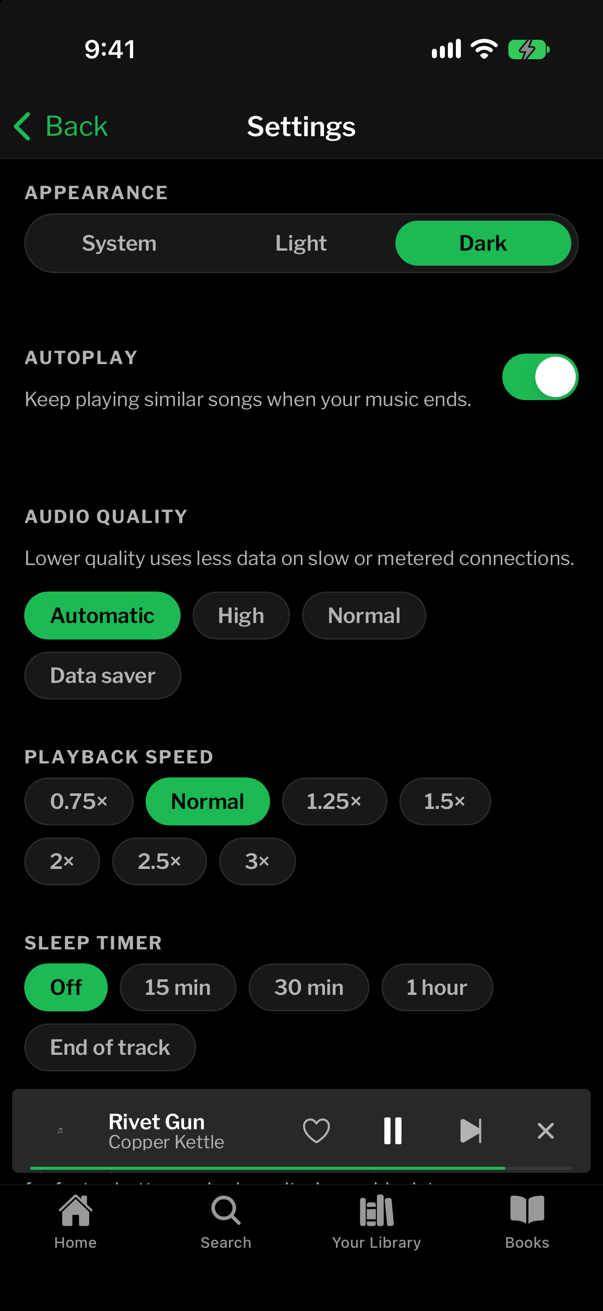 9:41
Back
Settings
APPEARANCE
System Light Dark
AUTOPLAY
Keep playing similar songs when your music ends.
AUDIO QUALITY
Lower quality uses less data on slow or metered connections.
Automatic High Normal
Data saver
PLAYBACK SPEED
0.75× Normal 1.25× 1.5×
2× 2.5× 3×
SLEEP TIMER
Off 15 min 30 min 1 hour
End of track
Rivet Gun
Copper Kettle
Home Search Your Library Books